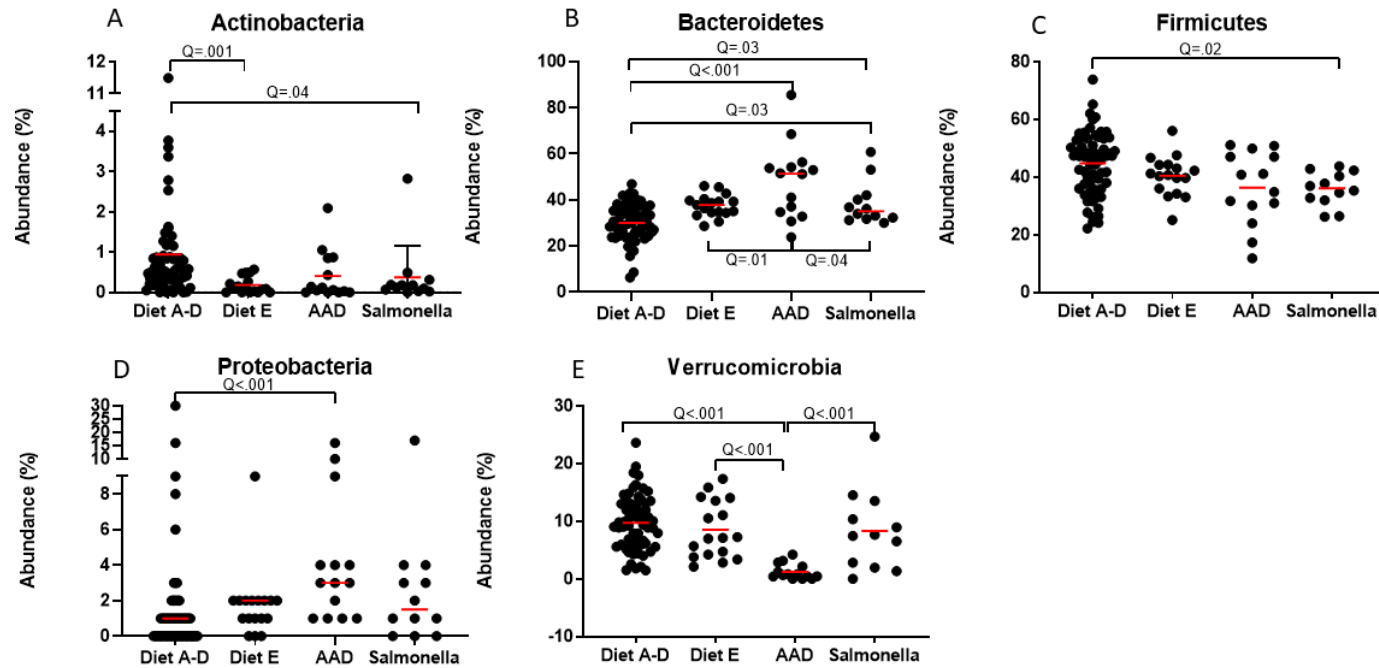 A
Actinobacteria
Abundance (%)
12
11
4
3
2
1
0
Q=.001
Q=.04
Diet A-D Diet E AAD Salmonella
B
Bacteroidetes
Abundance (%)
100
80
60
40
20
0
Q=.03
Q<.001
Q=.03
Q=.01 Q=.04
Diet A-D Diet E AAD Salmonella
C
Firmicutes
Abundance (%)
80
60
40
20
0
Q=.02
Diet A-D Diet E AAD Salmonella
D
Proteobacteria
Abundance (%)
30
25
20
15
10
8
6
4
2
0
Q<.001
Diet A-D Diet E AAD Salmonella
E
Verrucomicrobia
Abundance (%)
30
20
10
0
-10
Q<.001 Q<.001
Q<.001
Diet A-D Diet E AAD Salmonella